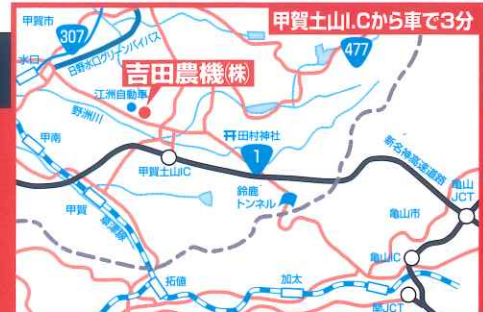 甲賀土山I.Cから車で3分
甲賀市
307
日野水口グリーンバイパス
水口
477
吉田農機㈱
江洲自動車
野洲川
田村神社
甲南
1
新名神高速道路
甲賀土山IC
鈴鹿
トンネル
亀山
JCT
甲賀
草津線
亀山市
亀山IC
拓植
加太
関JCT